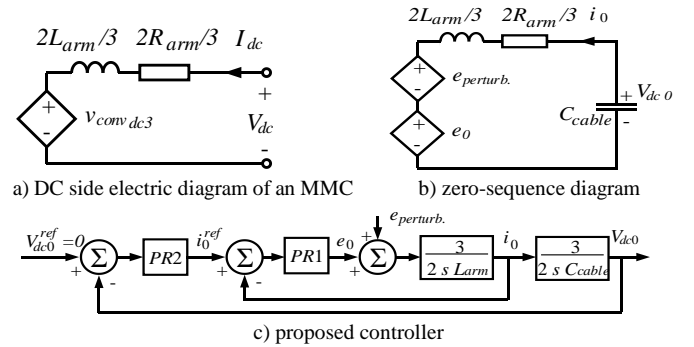 2L_arm/3 2R_arm/3 I_dc
+
-
v_conv dc3
+
V_dc
-
a) DC side electric diagram of an MMC
2L_arm/3 2R_arm/3 i_0
+
-
e_perturb.
+
-
e_0
C_cable
+
-
V_dc 0
b) zero-sequence diagram
V_dc0^ref =0
+
Σ
-
PR2
i_0^ref
+
Σ
-
PR1
e_0
e_perturb.
+
+
Σ
3
2 s L_arm
i_0
3
2 s C_cable
V_dc0
c) proposed controller